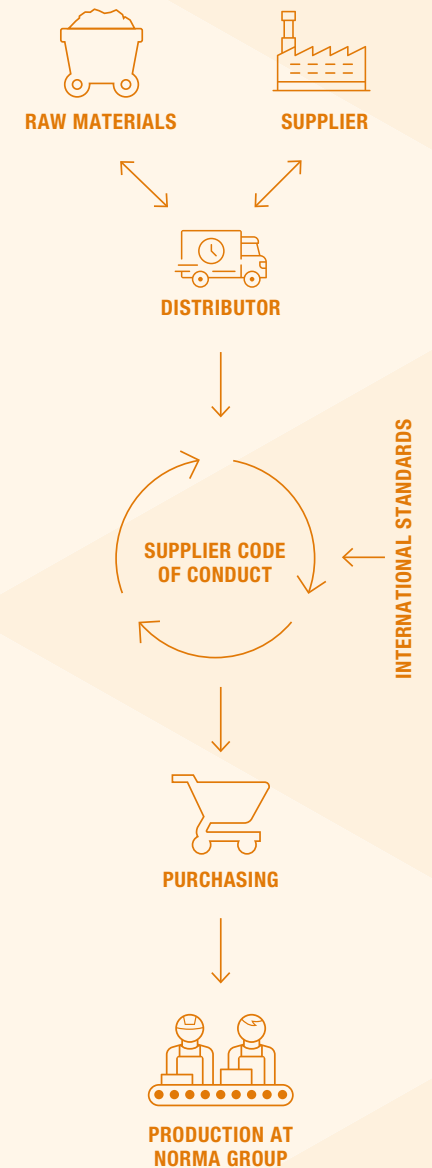 RAW MATERIALS
SUPPLIER
DISTRIBUTOR
SUPPLIER CODE
OF CONDUCT
INTERNATIONAL STANDARDS
PURCHASING
PRODUCTION AT
NORMA GROUP